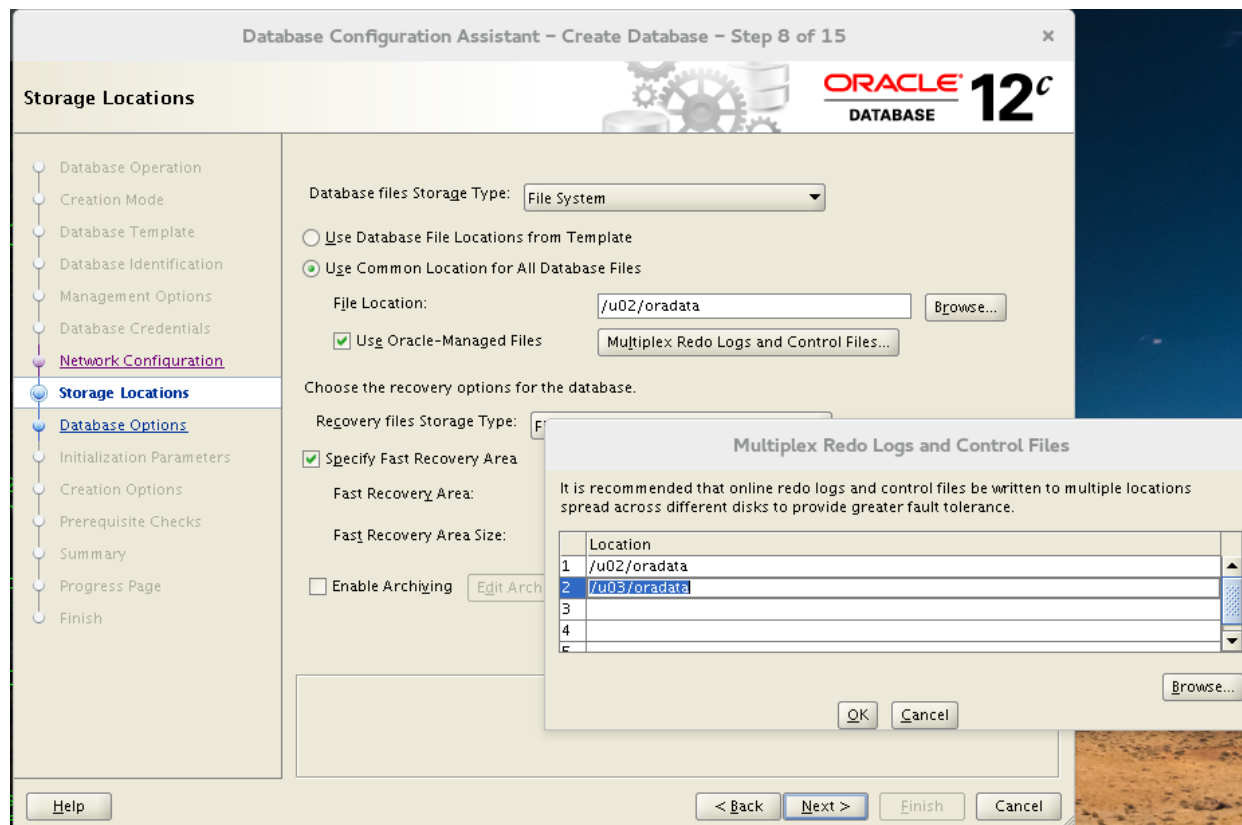 Database Configuration Assistant – Create Database – Step 8 of 15
Storage Locations
ORACLE
DATABASE
12c
Database Operation
Creation Mode
Database Template
Database Identification
Management Options
Database Credentials
Network Configuration
Storage Locations
Database Options
Initialization Parameters
Creation Options
Prerequisite Checks
Summary
Progress Page
Finish
Database files Storage Type: File System
Use Database File Locations from Template
Use Common Location for All Database Files
File Location: /u02/oradata Browse...
Use Oracle-Managed Files Multiplex Redo Logs and Control Files...
Choose the recovery options for the database.
Recovery files Storage Type:
Specify Fast Recovery Area
Fast Recovery Area:
Fast Recovery Area Size:
Enable Archiving Edit Arch
Multiplex Redo Logs and Control Files
It is recommended that online redo logs and control files be written to multiple locations
spread across different disks to provide greater fault tolerance.
Location
1 /u02/oradata
2 /u03/oradata
3
4
Browse...
OK Cancel
Help < Back Next > Finish Cancel